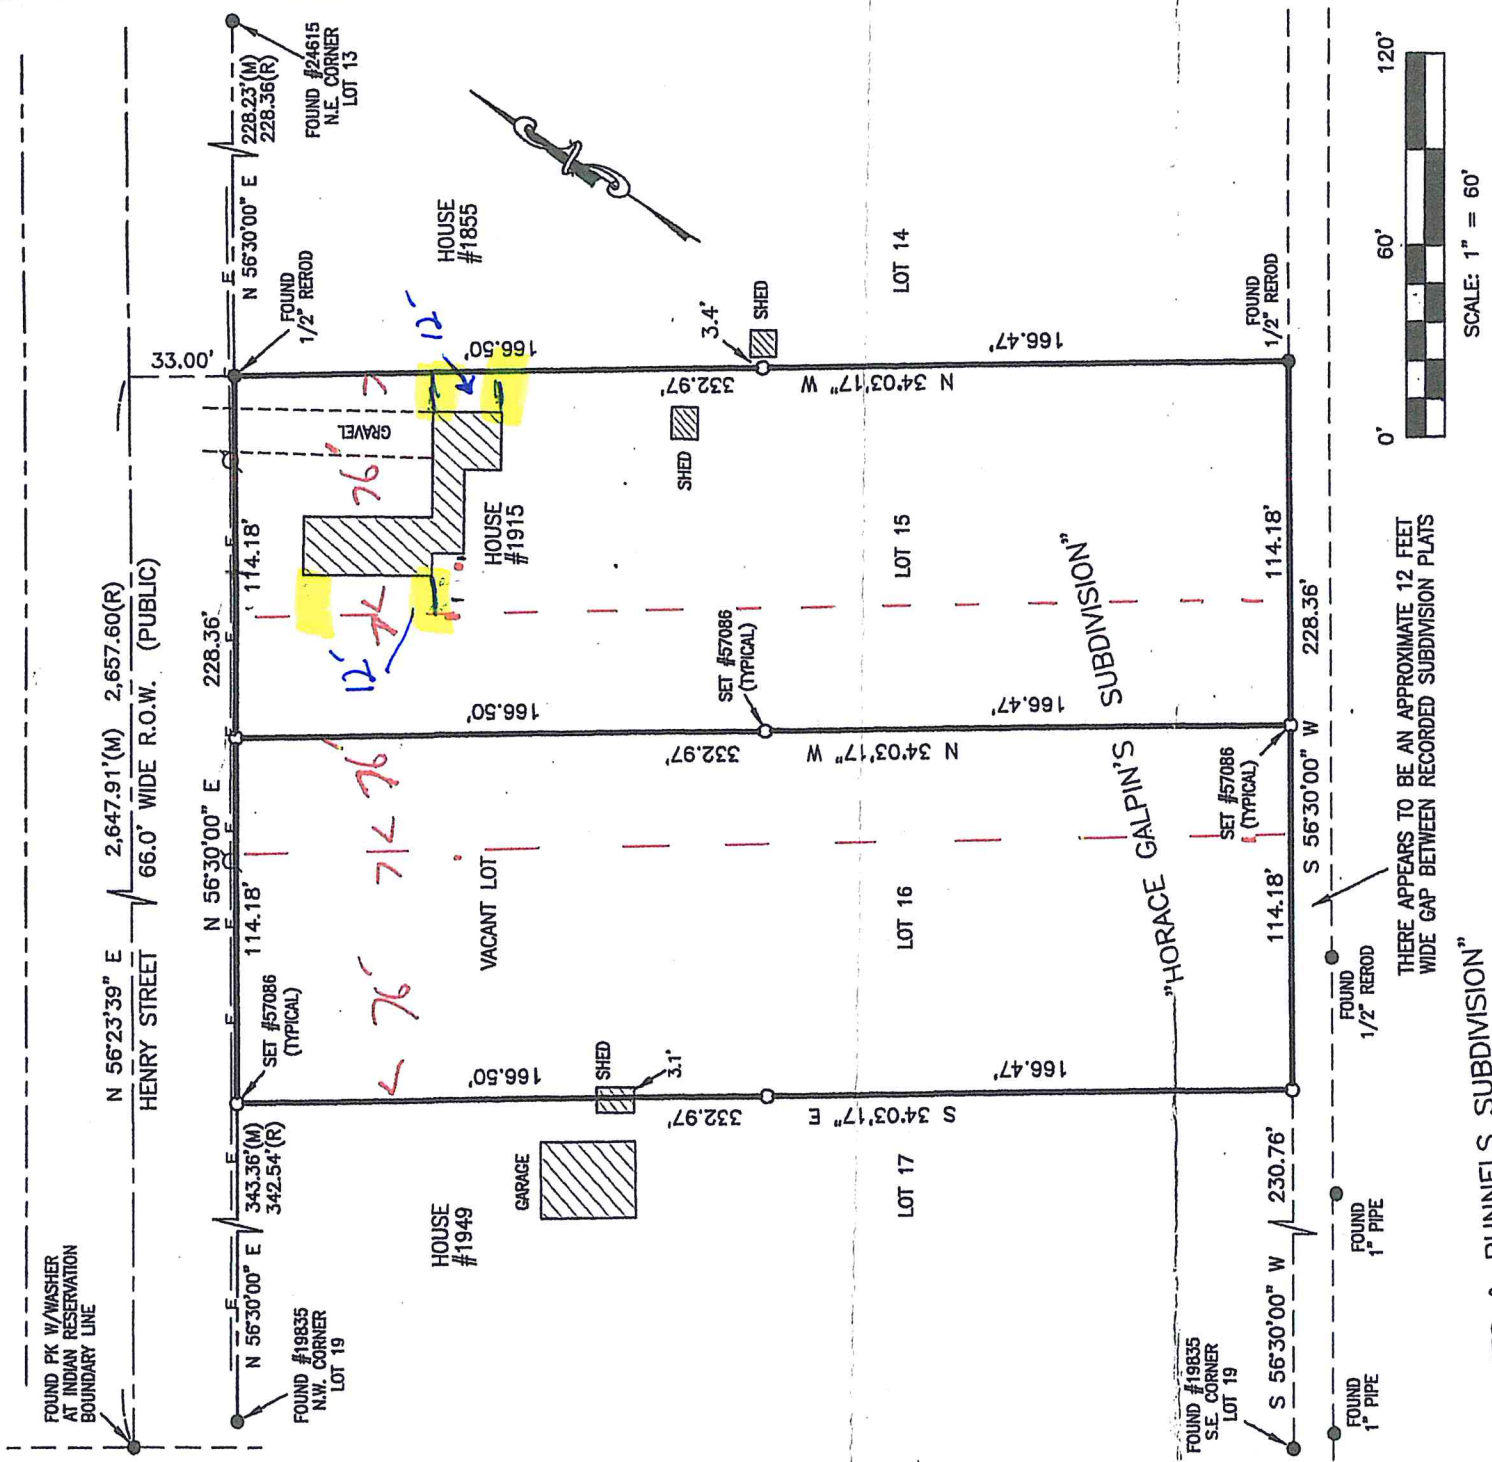 FOUND PK W/WASHER
AT INDIAN RESERVATION
BOUNDARY LINE
N 56°23'39" E 2,647.91'(M) 2,657.60(R)
HENRY STREET 66.0' WIDE R.O.W. (PUBLIC)
33.00'
FOUND #19835
N.W. CORNER
LOT 19
N 56°30'00" E 343.36'(M)
342.54'(R)
SET #57086
(TYPICAL)
N 56°30'00" E 228.36'
114.18'
114.18'
FOUND
1/2" REROD
N 56°30'00" E 228.23'(M)
228.36(R)
FOUND #24615
N.E. CORNER
LOT 13
E E E E E E E E
76'
76'
76'
12'
12'
GRAVEL
HOUSE
#1949
GARAGE
SHED
3.1'
VACANT LOT
HOUSE
#1915
HOUSE
#1855
SHED
3.4'
SHED
166.50'
332.97'
S 34°03'17" E
166.47'
166.50'
332.97'
N 34°03'17" W
166.47'
166.50'
332.97'
N 34°03'17" W
166.47'
SET #57086
(TYPICAL)
LOT 17
LOT 16
LOT 15
LOT 14
"HORACE GALPIN'S SUBDIVISION"
SET #57086
(TYPICAL)
FOUND
1/2" REROD
FOUND #19835
S.E. CORNER
LOT 19
S 56°30'00" W 230.76'
114.18'
114.18'
S 56°30'00" W 228.36'
FOUND
1" PIPE
FOUND
1" PIPE
FOUND
1/2" REROD
THERE APPEARS TO BE AN APPROXIMATE 12 FEET
WIDE GAP BETWEEN RECORDED SUBDIVISION PLATS
0' 60' 120'
SCALE: 1" = 60'
RUNNELS SUBDIVISION"